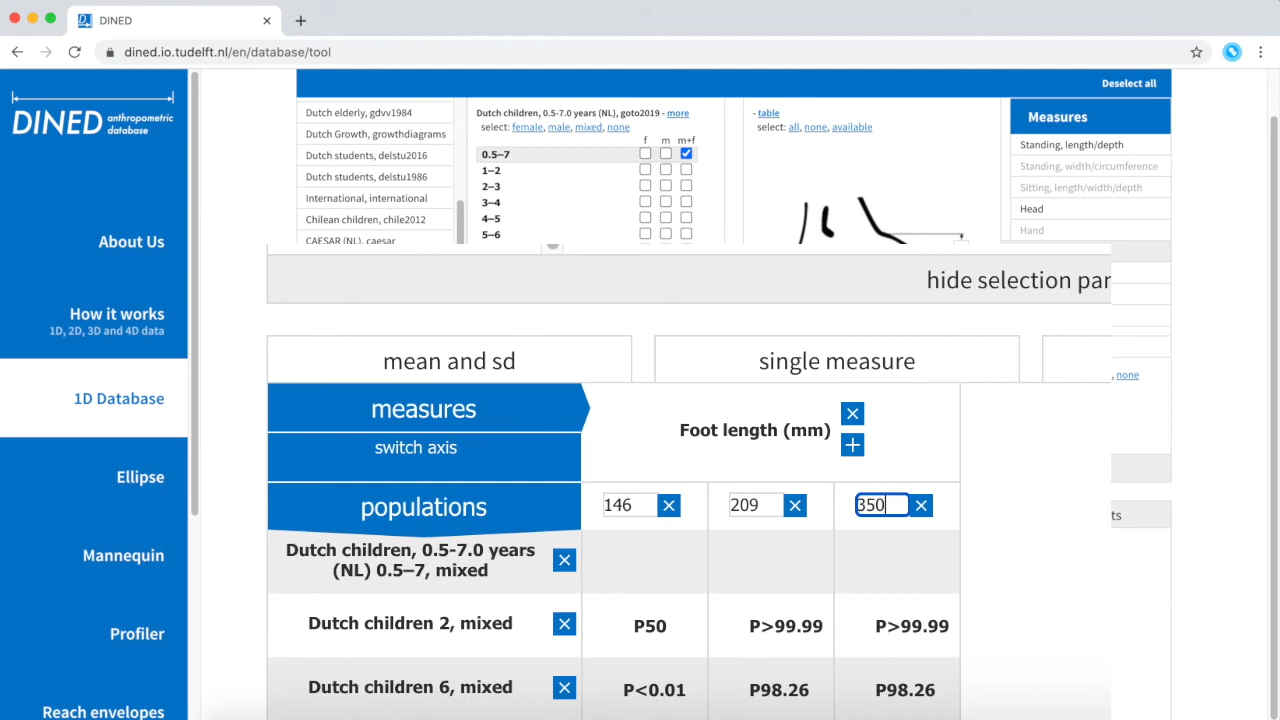 DINED
dined.io.tudelft.nl/en/database/tool
DINED anthropometric database
About Us
How it works
1D, 2D, 3D and 4D data
1D Database
Ellipse
Mannequin
Profiler
Reach envelopes
Deselect all
Dutch elderly, gdvv1984
Dutch Growth, growthdiagrams
Dutch students, delstu2016
Dutch students, delstu1986
International, international
Chilean children, chile2012
CAESAR (NL), caesar
Dutch children, 0.5-7.0 years (NL), goto2019 - more
select: female, male, mixed, none
f m m+f
0.5–7
1–2
2–3
3–4
4–5
5–6
- table
select: all, none, available
Measures
Standing, length/depth
Standing, width/circumference
Sitting, length/width/depth
Head
Hand
hide selection par
, none
ts
mean and sd
single measure
measures
switch axis
Foot length (mm)
populations
146 209 350
Dutch children, 0.5-7.0 years
(NL) 0.5–7, mixed
Dutch children 2, mixed P50 P>99.99 P>99.99
Dutch children 6, mixed P<0.01 P98.26 P98.26